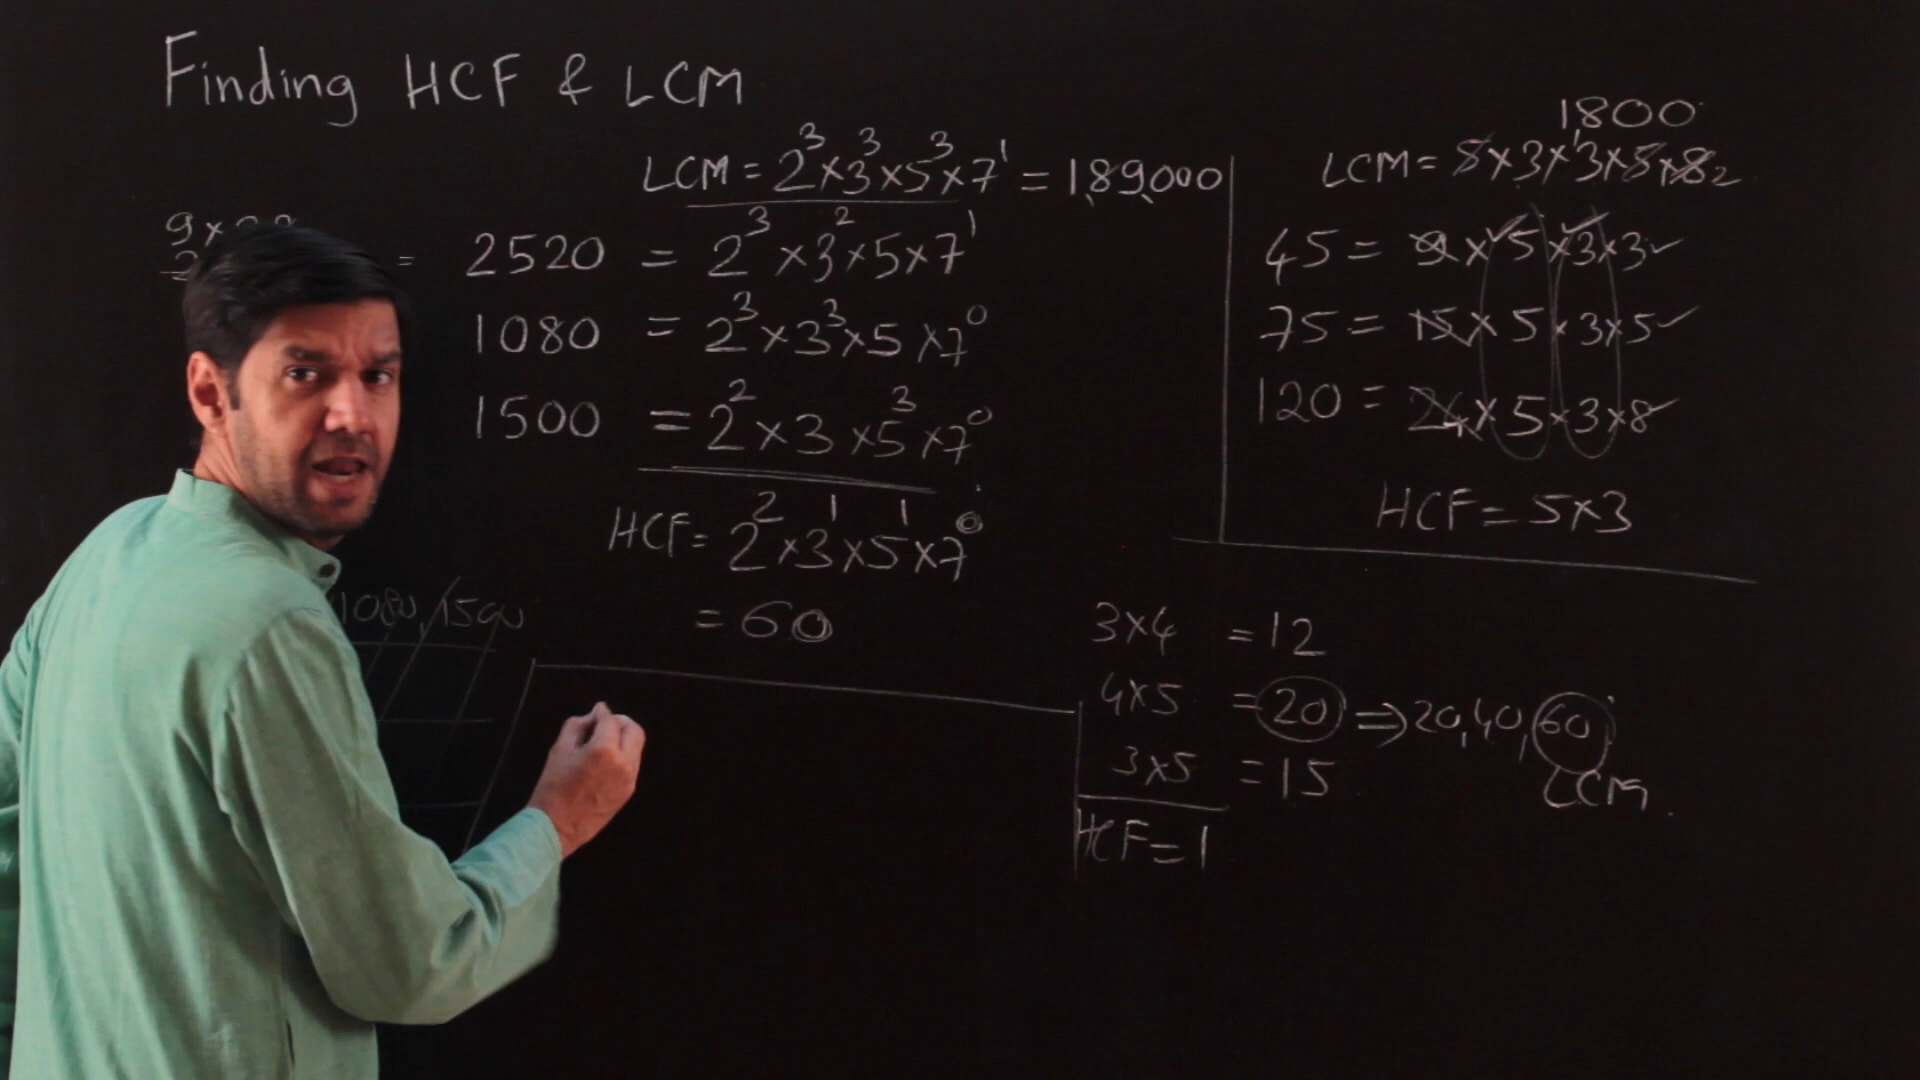 Finding HCF & LCM
LCM = 2³×3³×5³×7¹ = 1,89,000
9×
= 2520 = 2³×3²×5×7¹
1080 = 2³×3³×5×7⁰
1500 = 2²×3×5³×7⁰
HCF = 2²×3¹×5¹×7⁰
= 60
1080, 1500
1800
LCM = 5×3×3×5×8
45 = 9×5×3×3
75 = 15×5×3×5
120 = 24×5×3×8
HCF = 5×3
3×4 = 12
4×5 = 20 ⇒ 20, 40, 60
LCM
3×5 = 15
HCF = 1